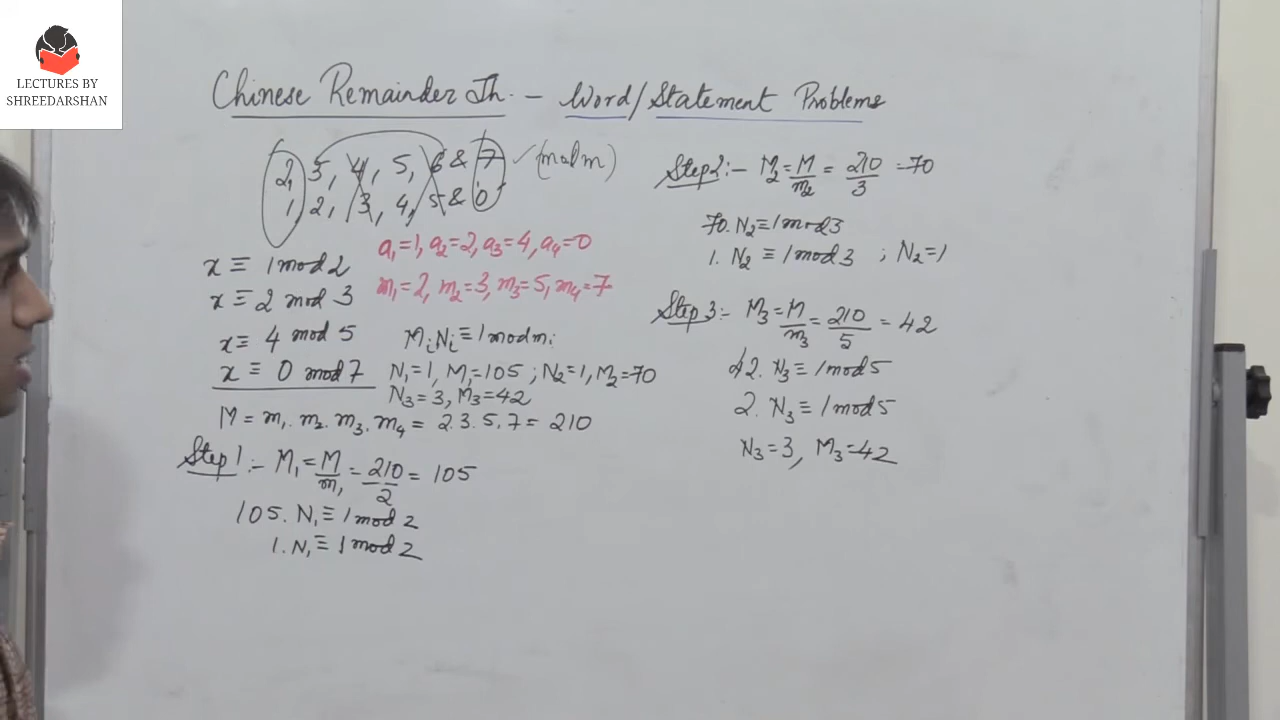 LECTURES BY
SHREEDARSHAN
Chinese Remainder Th. - Word/Statement Problems
2, 3, 4, 5, 6 & 7 ✓ (mod m)
1, 2, 3, 4, 5 & 0
a₁=1, a₂=2, a₃=4, a₄=0
m₁=2, m₂=3, m₃=5, m₄=7
x ≡ 1 mod 2
x ≡ 2 mod 3
x ≡ 4 mod 5
x ≡ 0 mod 7
MᵢNᵢ ≡ 1 mod mᵢ
N₁=1, M₁=105 ; N₂=1, M₂=70
N₃=3, M₃=42
M = m₁. m₂. m₃. m₄ = 2.3.5.7 = 210
Step 1:- M₁ = M/m₁ = 210/2 = 105
105. N₁ ≡ 1 mod 2
1. N₁ ≡ 1 mod 2
Step 2:- M₂ = M/m₂ = 210/3 = 70
70. N₂ ≡ 1 mod 3
1. N₂ ≡ 1 mod 3 ; N₂=1
Step 3:- M₃ = M/m₃ = 210/5 = 42
42. N₃ ≡ 1 mod 5
2. N₃ ≡ 1 mod 5
N₃=3, M₃=42